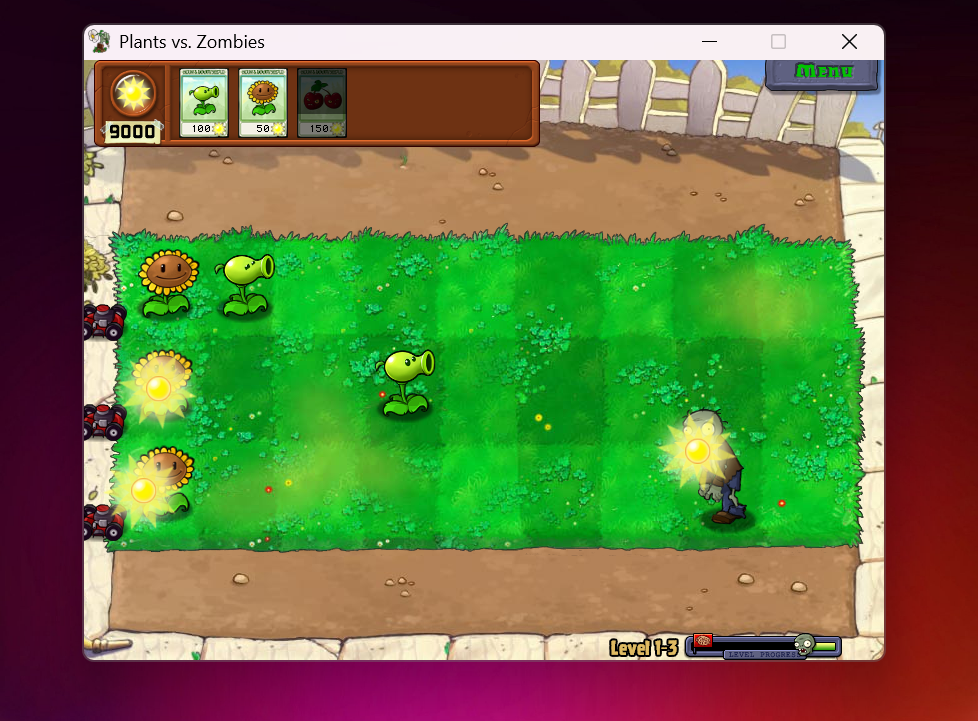 Plants vs. Zombies
Menu
9000
100
50
150
Level 1-3
LEVEL PROGRESS